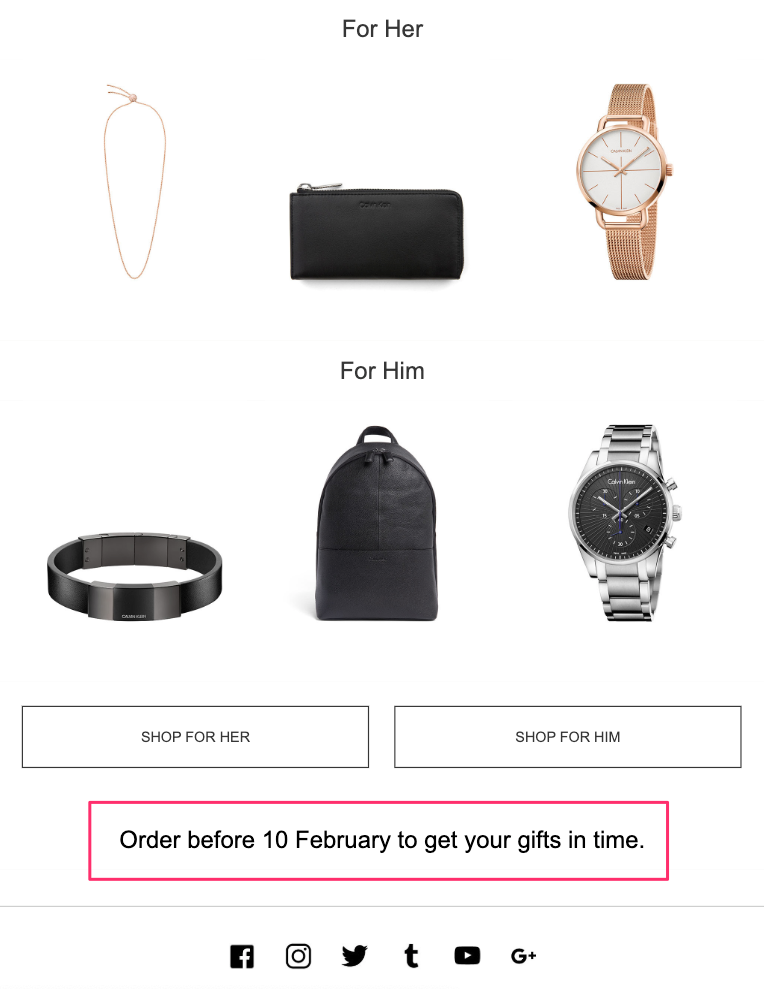 For Her
Calvin Klein
Calvin Klein
For Him
Calvin Klein
CALVIN KLEIN
SHOP FOR HER
SHOP FOR HIM
Order before 10 February to get your gifts in time.
G+